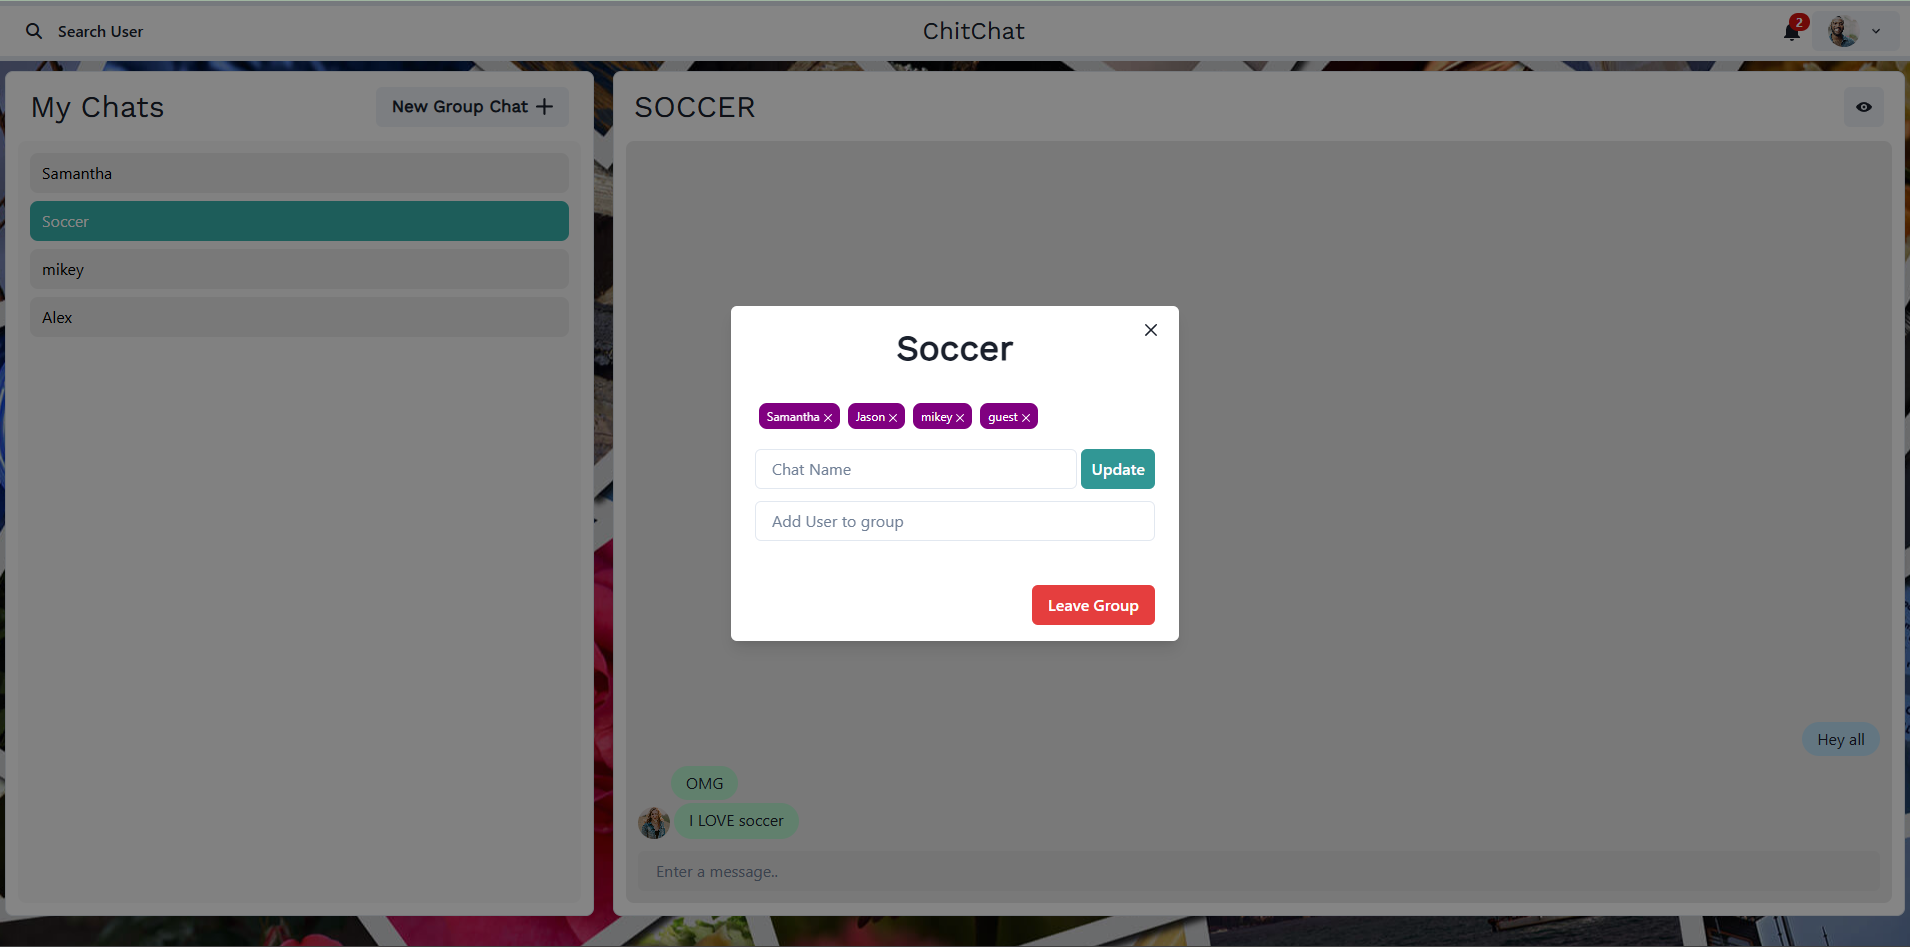 Search User
ChitChat
2
My Chats
New Group Chat
SOCCER
Samantha
Soccer
mikey
Alex
Soccer
Samantha
Jason
mikey
guest
Chat Name
Update
Add User to group
Leave Group
Hey all
OMG
I LOVE soccer
Enter a message..